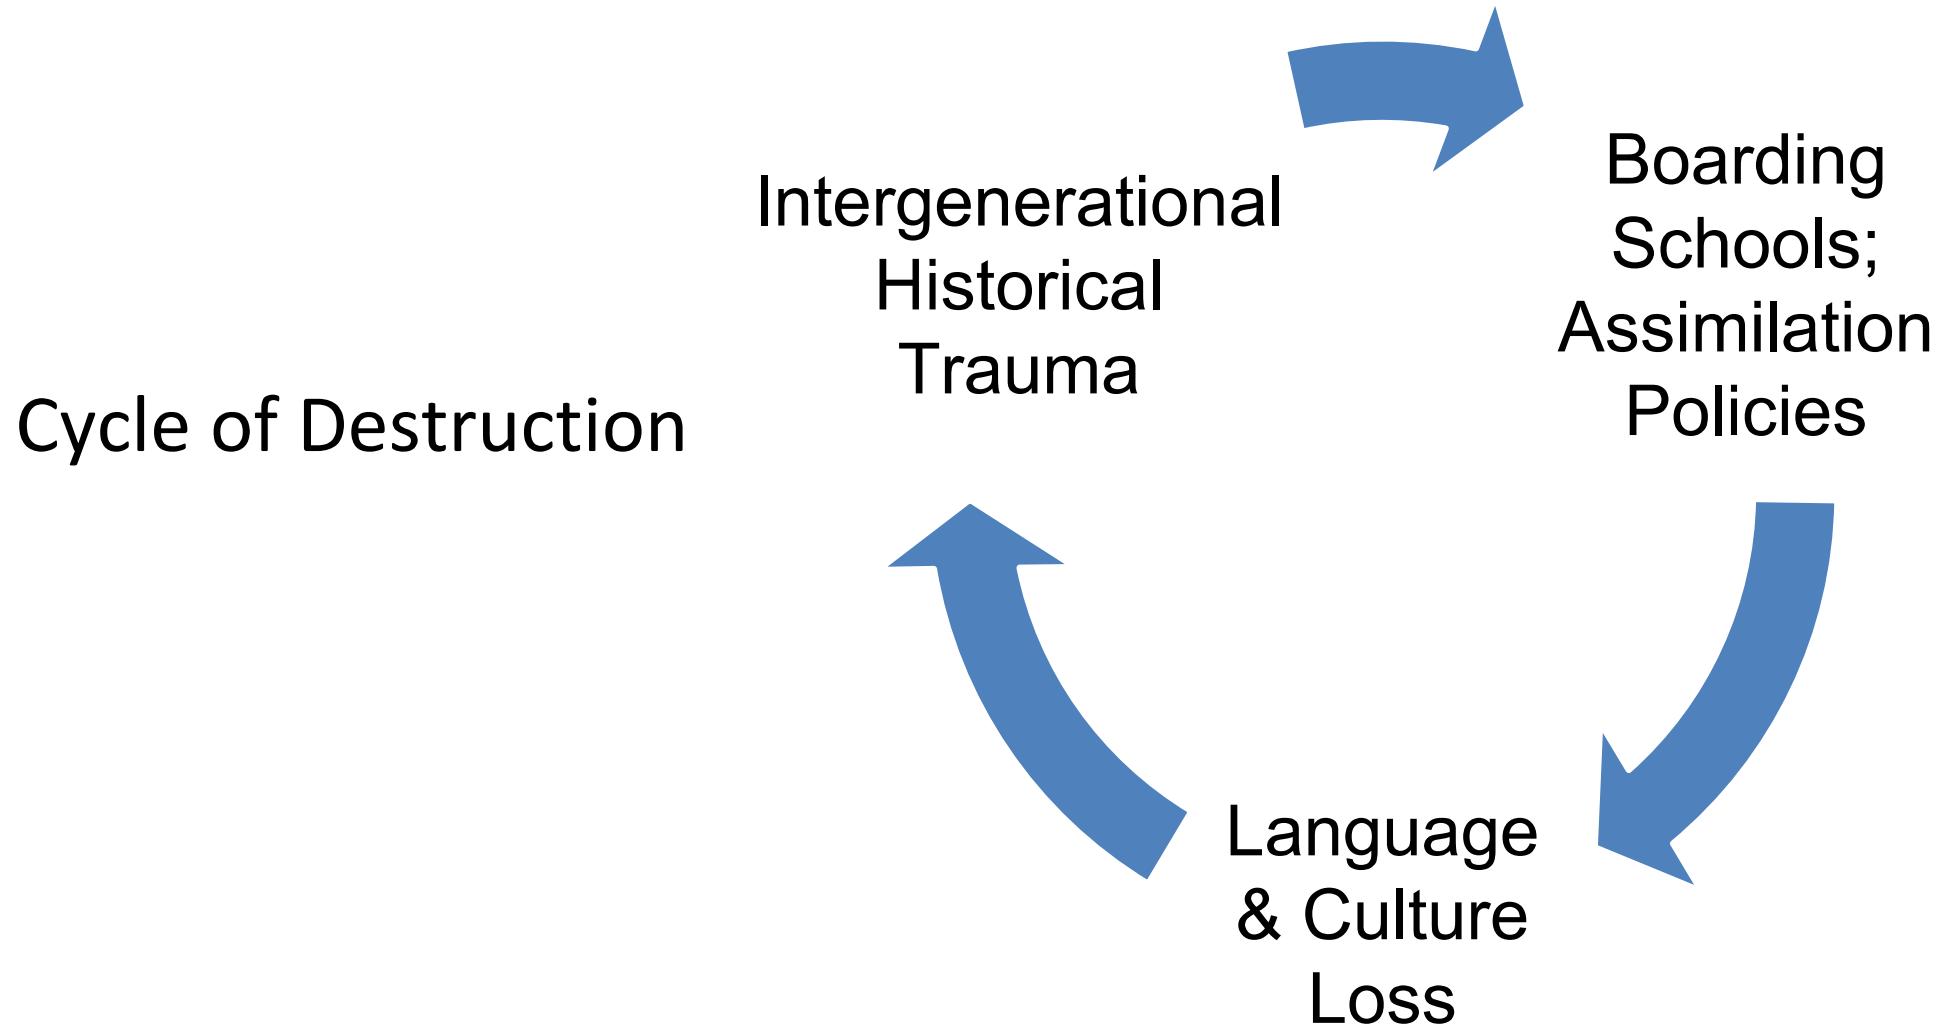 Cycle of Destruction
Intergenerational
Historical
Trauma
Boarding
Schools;
Assimilation
Policies
Language
& Culture
Loss